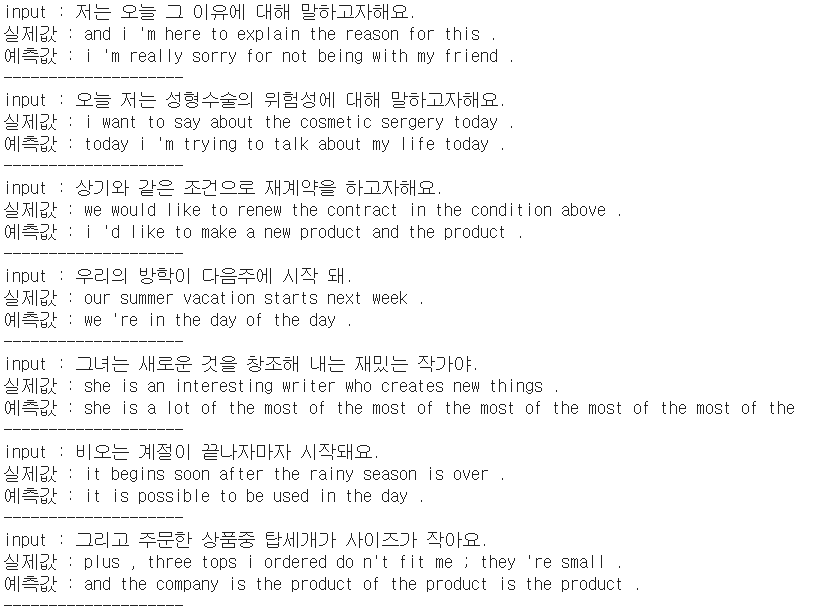 input : 저는 오늘 그 이유에 대해 말하고자해요.
실제값 : and i 'm here to explain the reason for this .
예측값 : i 'm really sorry for not being with my friend .
--------------------
input : 오늘 저는 성형수술의 위험성에 대해 말하고자해요.
실제값 : i want to say about the cosmetic sergery today .
예측값 : today i 'm trying to talk about my life today .
--------------------
input : 상기와 같은 조건으로 재계약을 하고자해요.
실제값 : we would like to renew the contract in the condition above .
예측값 : i 'd like to make a new product and the product .
--------------------
input : 우리의 방학이 다음주에 시작 돼.
실제값 : our summer vacation starts next week .
예측값 : we 're in the day of the day .
--------------------
input : 그녀는 새로운 것을 창조해 내는 재밌는 작가야.
실제값 : she is an interesting writer who creates new things .
예측값 : she is a lot of the most of the most of the most of the most of the most of the
--------------------
input : 비오는 계절이 끝나자마자 시작돼요.
실제값 : it begins soon after the rainy season is over .
예측값 : it is possible to be used in the day .
--------------------
input : 그리고 주문한 상품중 탑세개가 사이즈가 작아요.
실제값 : plus , three tops i ordered do n't fit me ; they 're small .
예측값 : and the company is the product of the product is the product .
--------------------